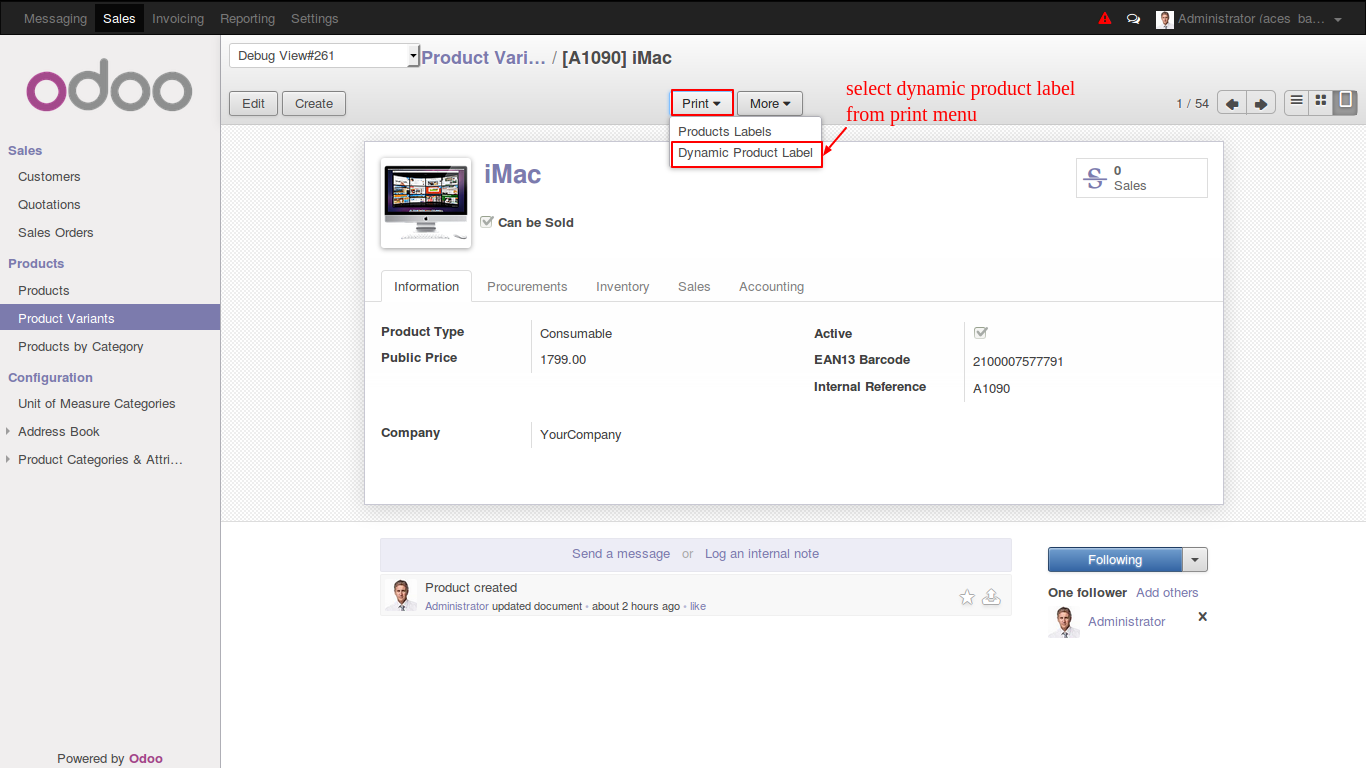 Messaging Sales Invoicing Reporting Settings Administrator (aces_ba...
odoo
Sales
Customers
Quotations
Sales Orders
Products
Products
Product Variants
Products by Category
Configuration
Unit of Measure Categories
Address Book
Product Categories & Attri...
Powered by Odoo
Debug View#261 Product Vari... / [A1090] iMac
Edit Create Print More 1 / 54
select dynamic product label
from print menu
Products Labels
Dynamic Product Label
iMac
Can be Sold
0
Sales
Information Procurements Inventory Sales Accounting
Product Type Consumable
Public Price 1799.00
Active
EAN13 Barcode 2100007577791
Internal Reference A1090
Company YourCompany
Send a message or Log an internal note
Product created
Administrator updated document • about 2 hours ago • like
Following
One follower Add others
Administrator X